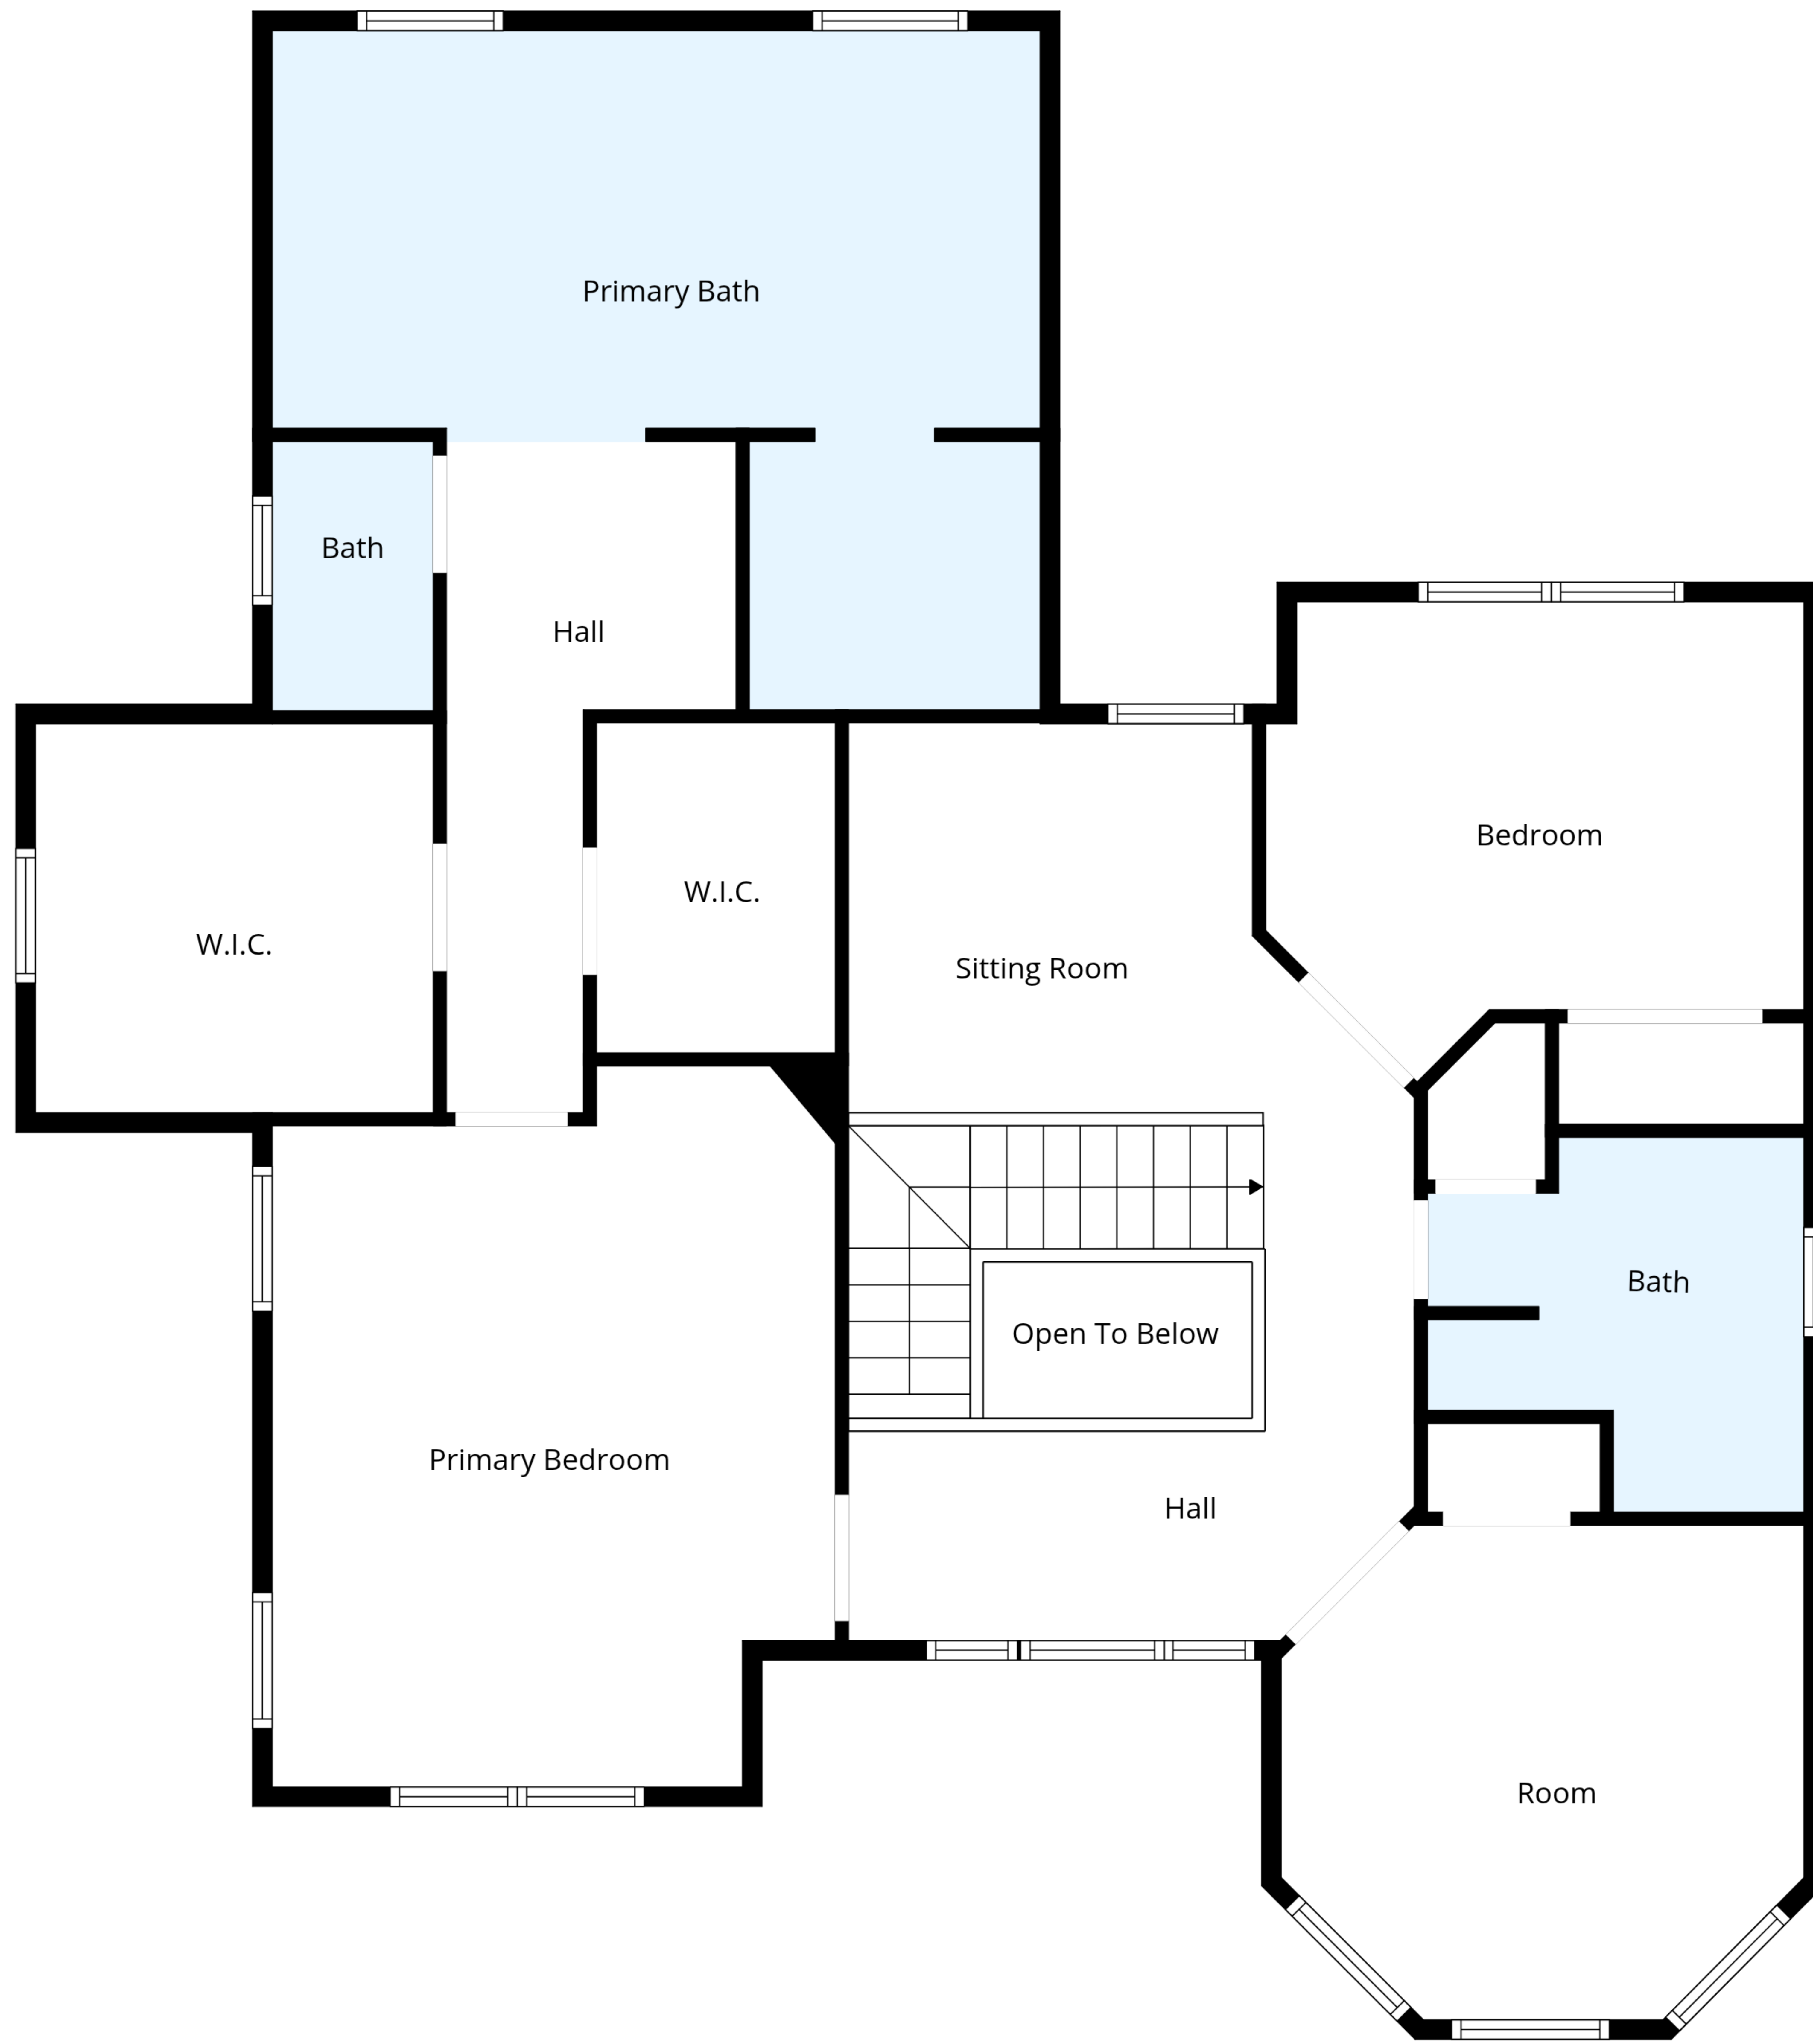 Primary Bath
Bath
Hall
Bedroom
W.I.C.
W.I.C.
Sitting Room
Bath
Open To Below
Primary Bedroom
Hall
Room